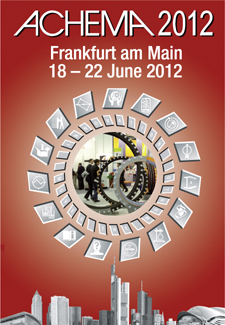 ACHEMA 2012
Frankfurt am Main
18 – 22 June 2012